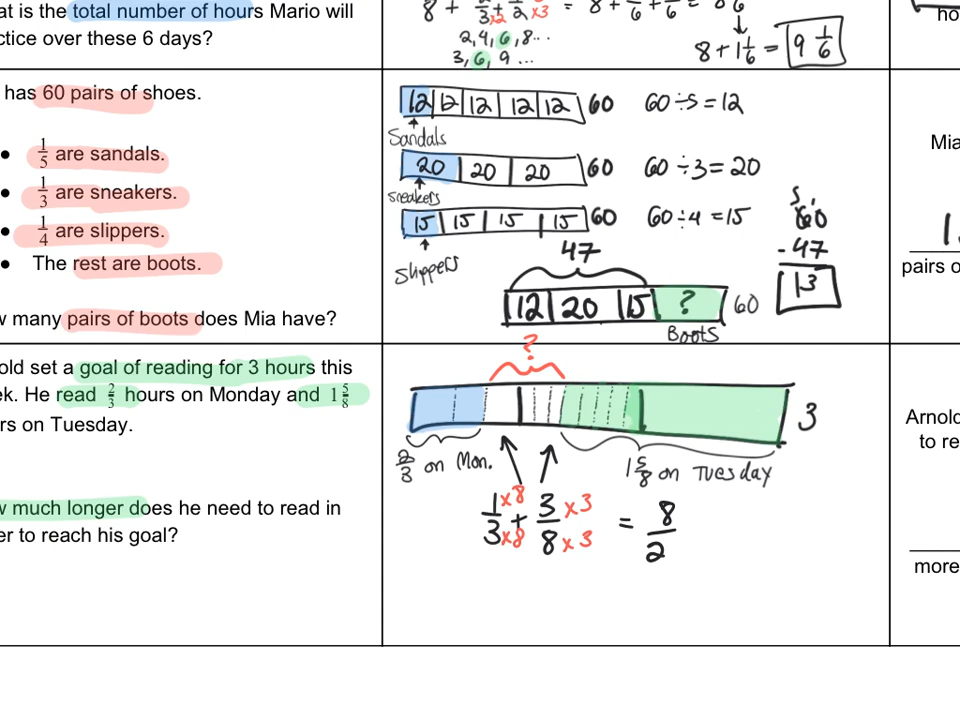 at is the total number of hours Mario will
ctice over these 6 days?
2, 4, 6, 8...
3, 6, 9 ...
8 + 1 1/6 = 9 1/6
ho
has 60 pairs of shoes.
• 1/5 are sandals.
• 1/3 are sneakers.
• 1/4 are slippers.
• The rest are boots.
w many pairs of boots does Mia have?
12 12 12 12 12 60 60 ÷ 5 = 12
Sandals
20 20 20 60 60 ÷ 3 = 20
sneakers
15 15 15 15 60 60 ÷ 4 = 15
Slippers
47
12 20 15 ? 60
Boots
5 1
60
- 47
13
Mia
pairs o
old set a goal of reading for 3 hours this
ek. He read 2/3 hours on Monday and 1 5/8
rs on Tuesday.
w much longer does he need to read in
er to reach his goal?
?
3
2/3 on Mon. 1 5/8 on Tuesday
1/3 x8 x8 + 3/8 x3 x3 = 8/2
Arnold
to re
more